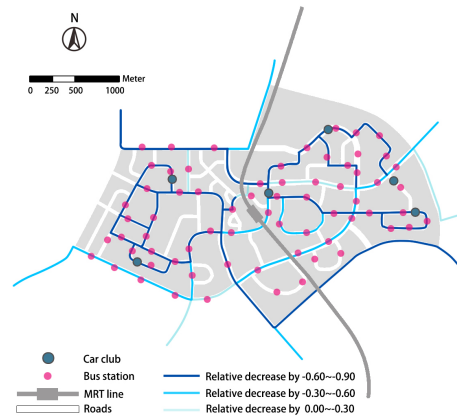 N
Meter
0 250 500 1000
Car club
Bus station
MRT line
Roads
Relative decrease by -0.60~-0.90
Relative decrease by -0.30~-0.60
Relative decrease by 0.00~-0.30